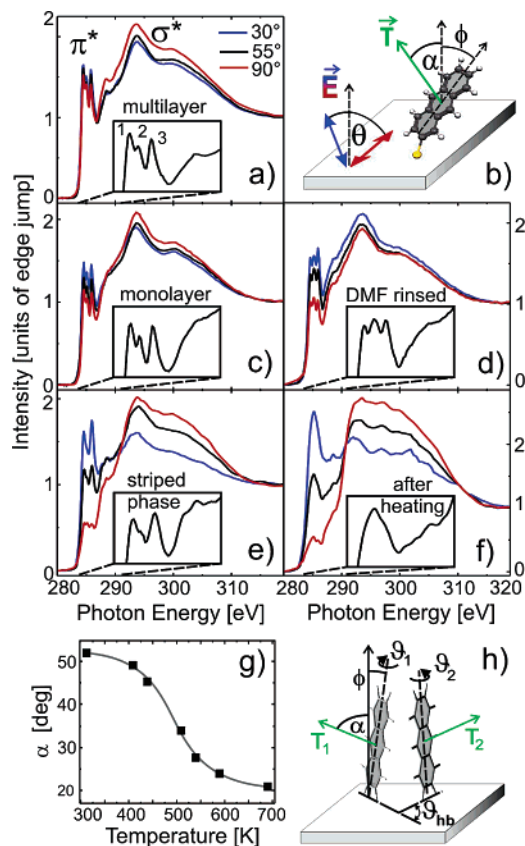 π* σ*
30°
55°
90°
multilayer
1 2 3
a)
T
α ϕ
E
θ
b)
Intensity [units of edge jump]
2
1
0
monolayer
c)
2
1
0
DMF rinsed
d)
2
1
0
striped phase
e)
2
1
0
after heating
f)
2
1
0
280 290 300 310
280 290 300 310 320
Photon Energy [eV]
Photon Energy [eV]
g)
α [deg]
50
40
30
20
300 400 500 600 700
Temperature [K]
h)
ϕ ϑ1 ϑ2
α
T1 T2
ϑhb